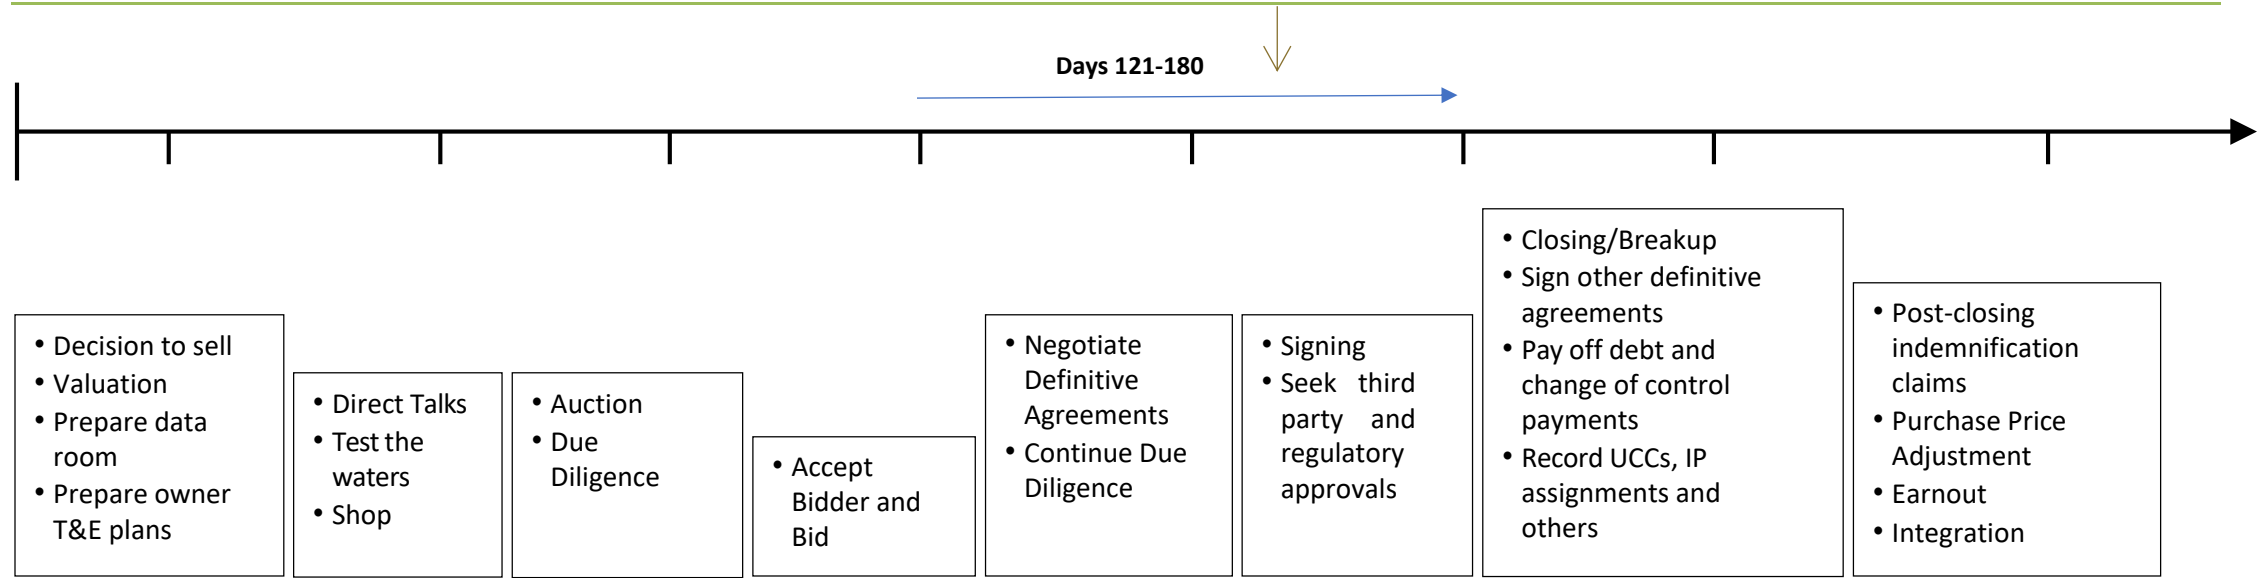 Days 121-180
• Decision to sell
• Valuation
• Prepare data
room
• Prepare owner
T&E plans
• Direct Talks
• Test the
waters
• Shop
• Auction
• Due
Diligence
• Accept
Bidder and
Bid
• Negotiate
Definitive
Agreements
• Continue Due
Diligence
• Signing
• Seek third
party and
regulatory
approvals
• Closing/Breakup
• Sign other definitive
agreements
• Pay off debt and
change of control
payments
• Record UCCs, IP
assignments and
others
• Post-closing
indemnification
claims
• Purchase Price
Adjustment
• Earnout
• Integration